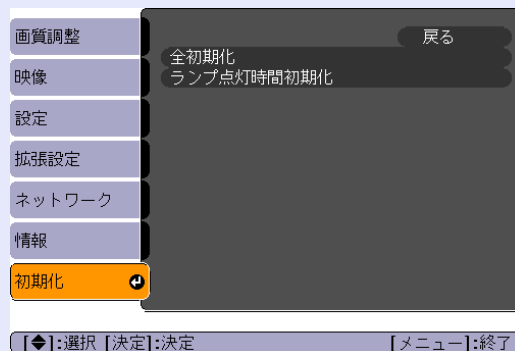 画質調整
映像
設定
拡張設定
ネットワーク
情報
初期化
戻る
全初期化
ランプ点灯時間初期化
[◆]:選択 [決定]:決定
[メニュー]:終了